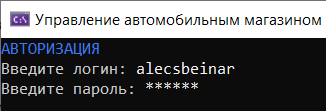 Управление автомобильным магазином
АВТОРИЗАЦИЯ
Введите логин: alecsbeinar
Введите пароль: ******